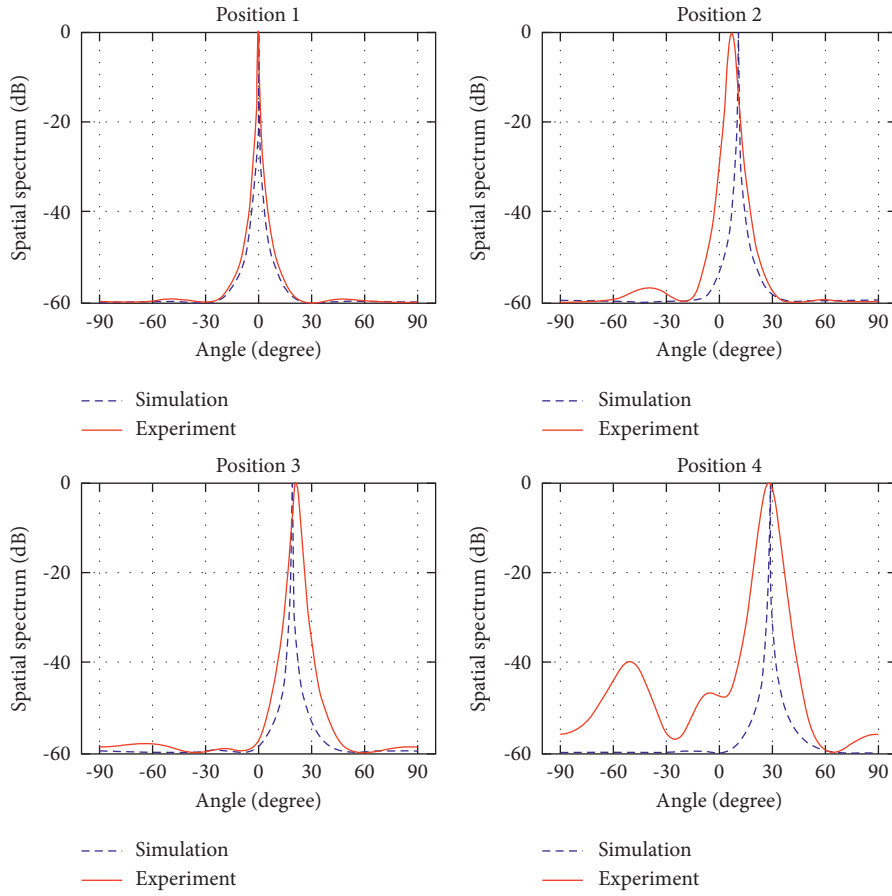 Position 1
Spatial spectrum (dB)
0
-20
-40
-60
-90 -60 -30 0 30 60 90
Angle (degree)
Simulation
Experiment
Position 2
Spatial spectrum (dB)
0
-20
-40
-60
-90 -60 -30 0 30 60 90
Angle (degree)
Simulation
Experiment
Position 3
Spatial spectrum (dB)
0
-20
-40
-60
-90 -60 -30 0 30 60 90
Angle (degree)
Simulation
Experiment
Position 4
Spatial spectrum (dB)
0
-20
-40
-60
-90 -60 -30 0 30 60 90
Angle (degree)
Simulation
Experiment